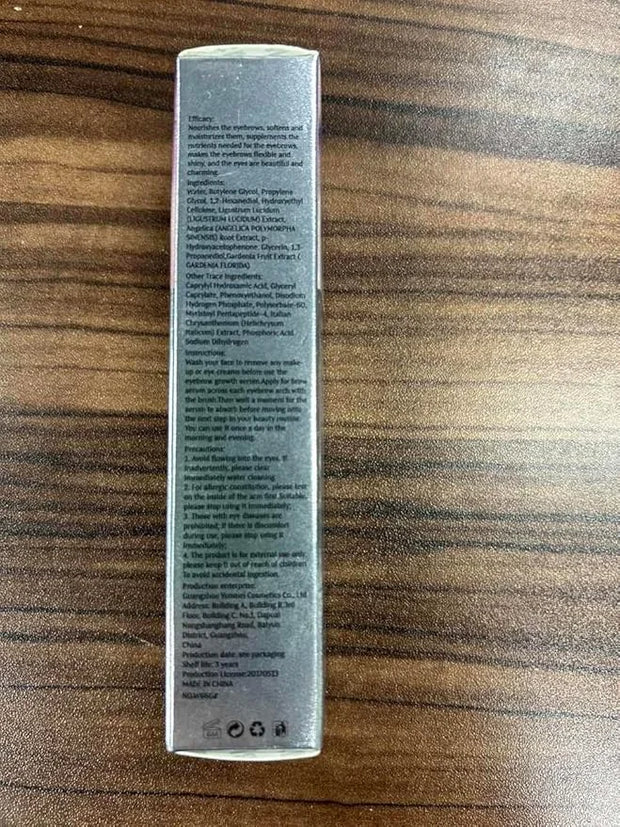 Efficacy:
Nourishes the eyebrows, softens and
moisturizes them, supplements the
nutrients needed for the eyebrows,
makes the eyebrows flexible and
shiny, and the eyes are beautiful and
charming.
Ingredients:
Water, Butylene Glycol, Propylene
Glycol, 1,2-Hexanediol, Hydroxyethyl
Cellulose, Ligustrum Lucidum
(LIGUSTRUM LUCIDUM) Extract,
Angelica (ANGELICA POLYMORPHA
SINENSIS) Root Extract, p-
Hydroxyacetophenone, Glycerin, 1,3-
Propanediol,Gardenia Fruit Extract (
GARDENIA FLORIDA)
Other Trace Ingredients:
Caprylyl Hydroxamic Acid, Glyceryl
Caprylate, Phenoxyethanol, Disodium
Hydrogen Phosphate, Polysorbate-60,
Myristoyl Pentapeptide-4, Italian
Chrysanthemum (Helichrysum
Italicum) Extract, Phosphoric Acid
Sodium Dihydrogen
Instructions:
Wash your face to remove any make
up or eye creams before use the
eyebrow growth serum.Apply for brow
serum across each eyebrow arch with
the brush.Then wait a moment for the
serum to absorb before moving onto
the next step in your beauty routine.
You can use it once a day in the
morning and evening.
Precautions:
1. Avoid flowing into the eyes. If
inadvertently, please clear
immediately water cleaning
2. For allergic constitution, please test
on the inside of the arm first.Suitable,
please stop using it immediately;
3. Those with eye diseases are
prohibited; if there is discomfort
during use, please stop using it
immediately;
4. The product is for external use only,
please keep it out of reach of children
To avoid accidental ingestion.
Production enterprise:
Guangzhou Cosmetics Co., Ltd
Address: Building A, Building B, 3rd
Floor, Building C, No.1, Dapuan
Road, Baiyun
District, Guangzhou,
China
Production date: see packaging
Shelf life: 3 years
Production License:20170513
MADE IN CHINA